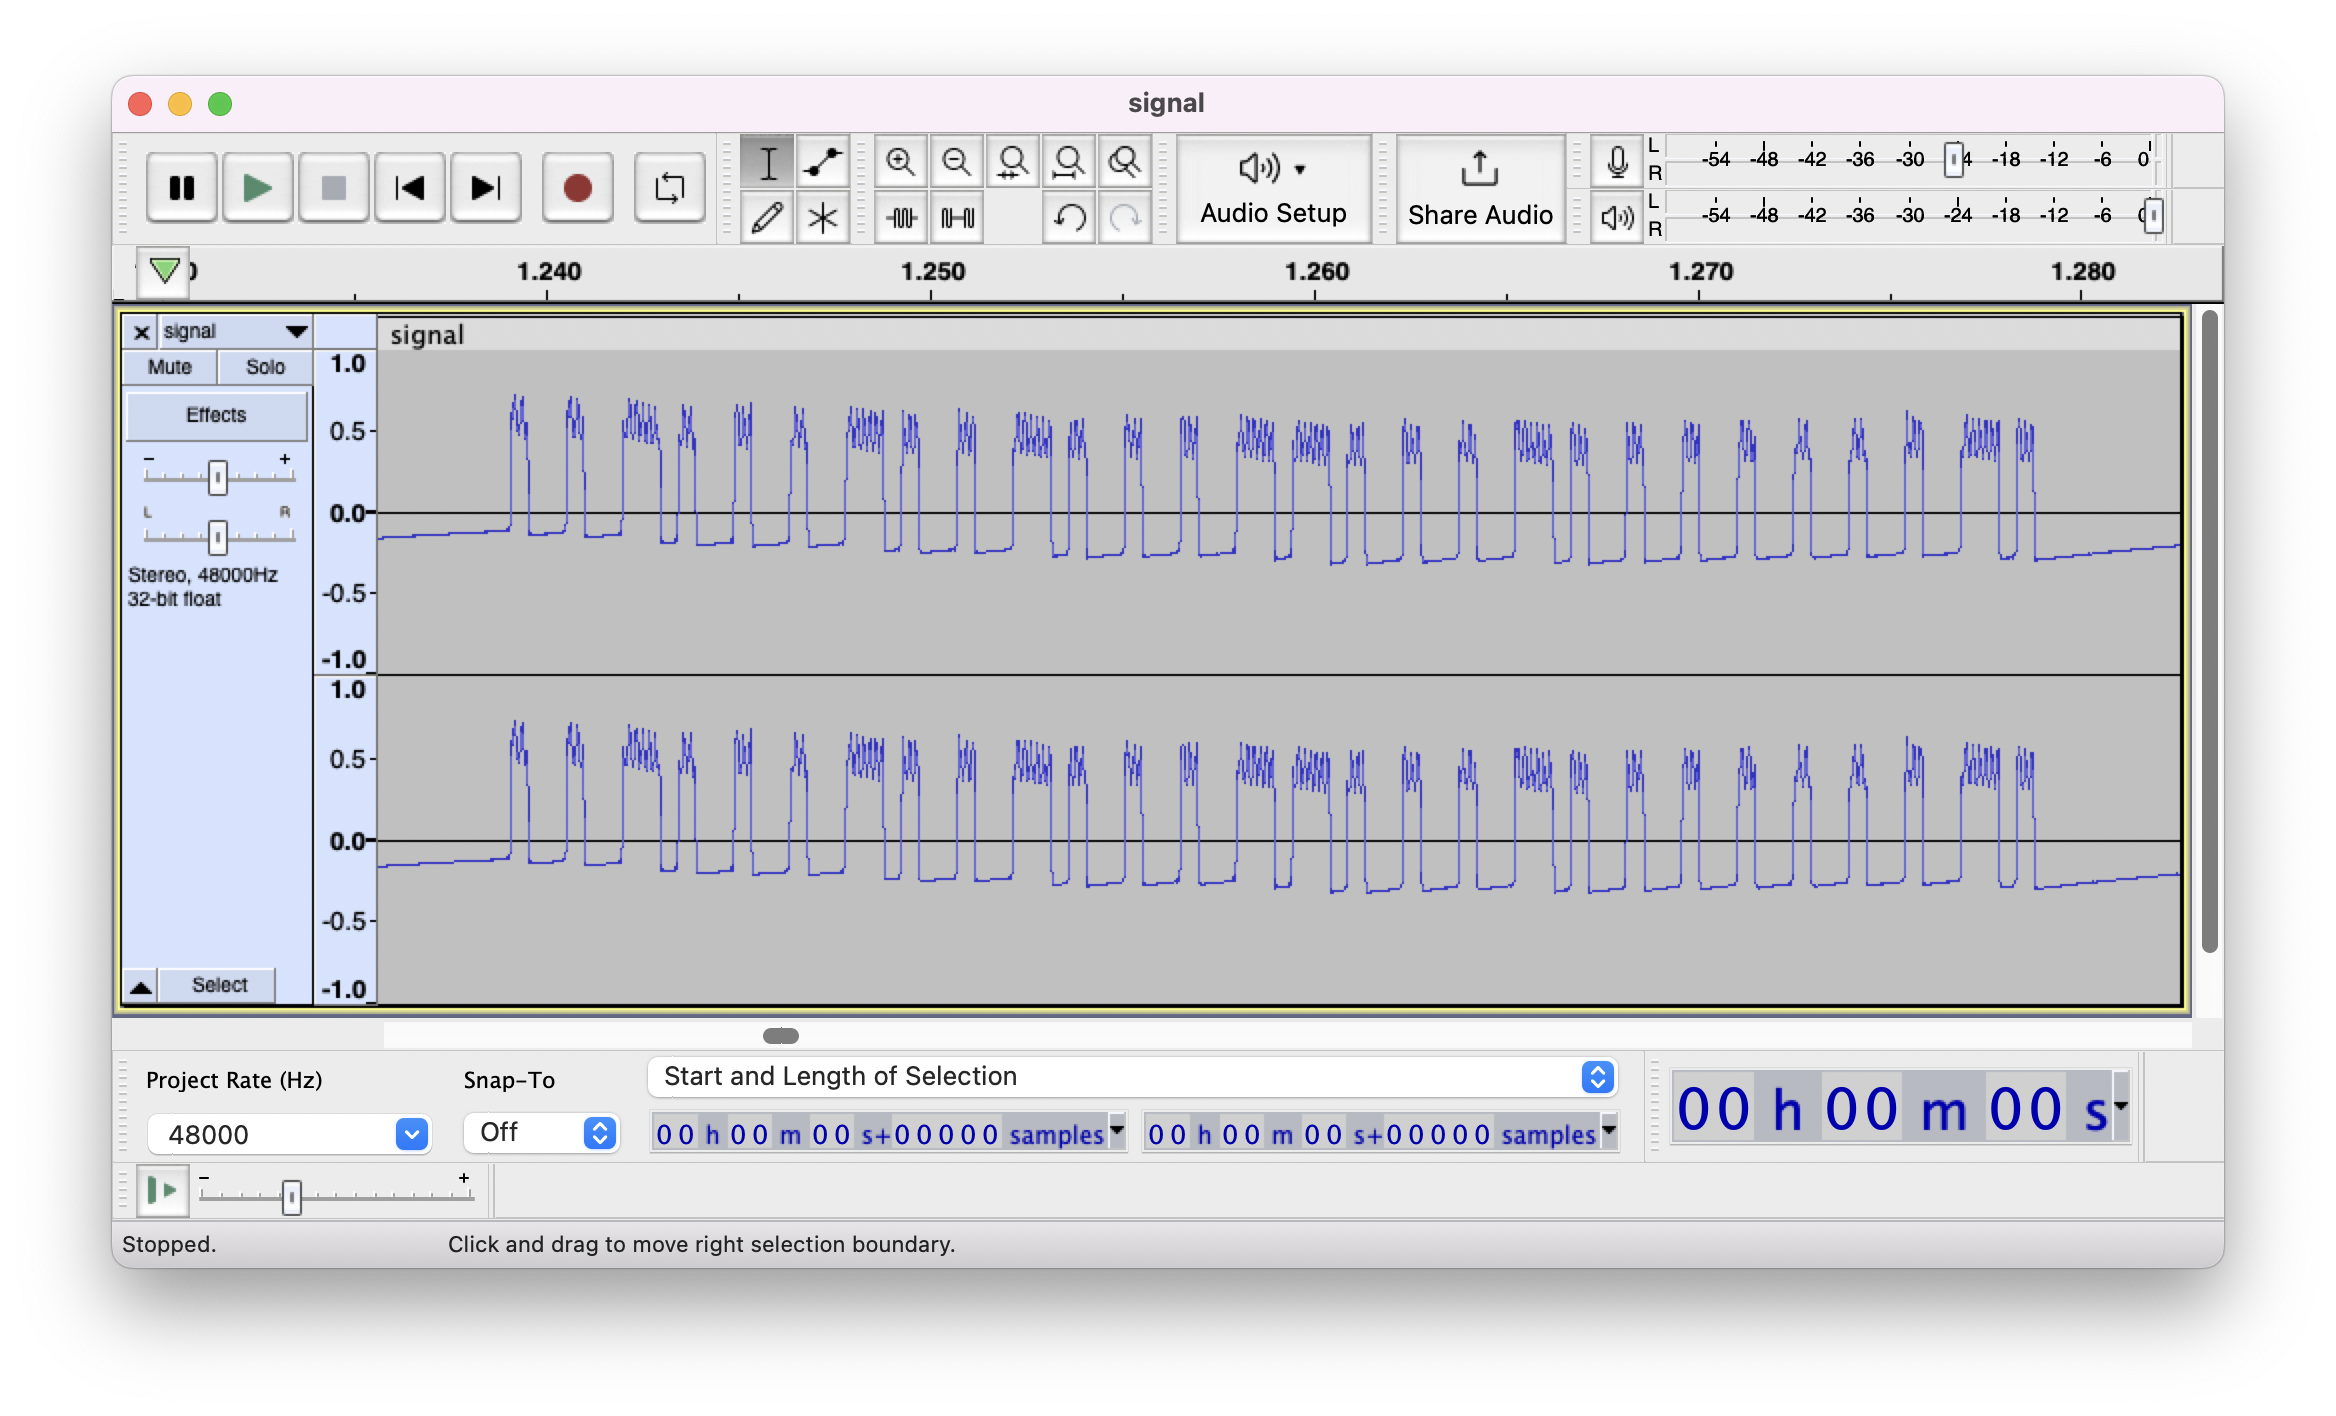 signal
Audio Setup
Share Audio
L
R
-54 -48 -42 -36 -30 -18 -12 -6 0
L
R
-54 -48 -42 -36 -30 -24 -18 -12 -6
1.240 1.250 1.260 1.270 1.280
signal
Mute Solo
Effects
- +
L R
Stereo, 48000Hz
32-bit float
Select
signal
1.0
0.5
0.0
-0.5
-1.0
1.0
0.5
0.0
-0.5
-1.0
Project Rate (Hz)
48000
Snap-To
Off
Start and Length of Selection
00 h 00 m 00 s+00000 samples
00 h 00 m 00 s+00000 samples
00 h 00 m 00 s
- +
Stopped.
Click and drag to move right selection boundary.